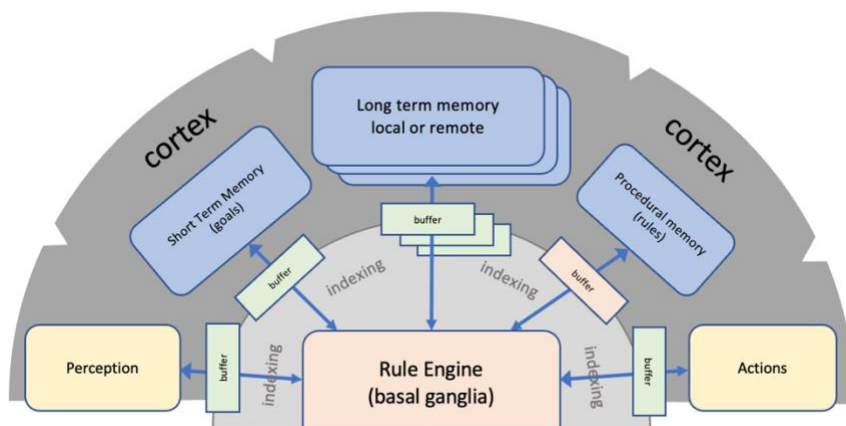 cortex
cortex
Long term memory
local or remote
Short Term Memory
(goals)
Procedural memory
(rules)
buffer
buffer
buffer
indexing
indexing
Perception
buffer
indexing
Rule Engine
(basal ganglia)
indexing
buffer
Actions